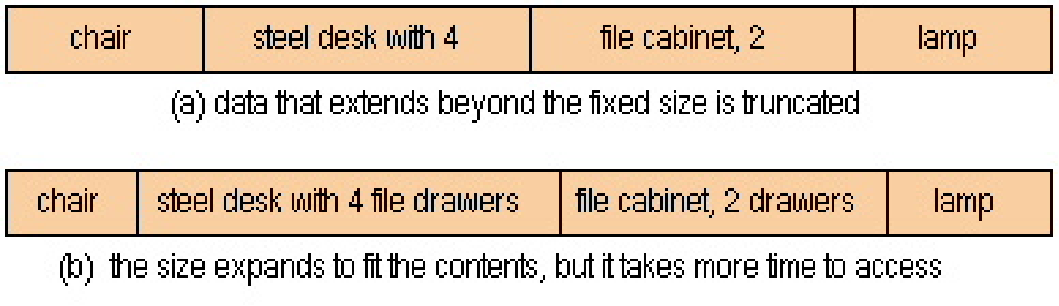 chair steel desk with 4 file cabinet, 2 lamp
(a) data that extends beyond the fixed size is truncated
chair steel desk with 4 file drawers file cabinet, 2 drawers lamp
(b) the size expands to fit the contents, but it takes more time to access